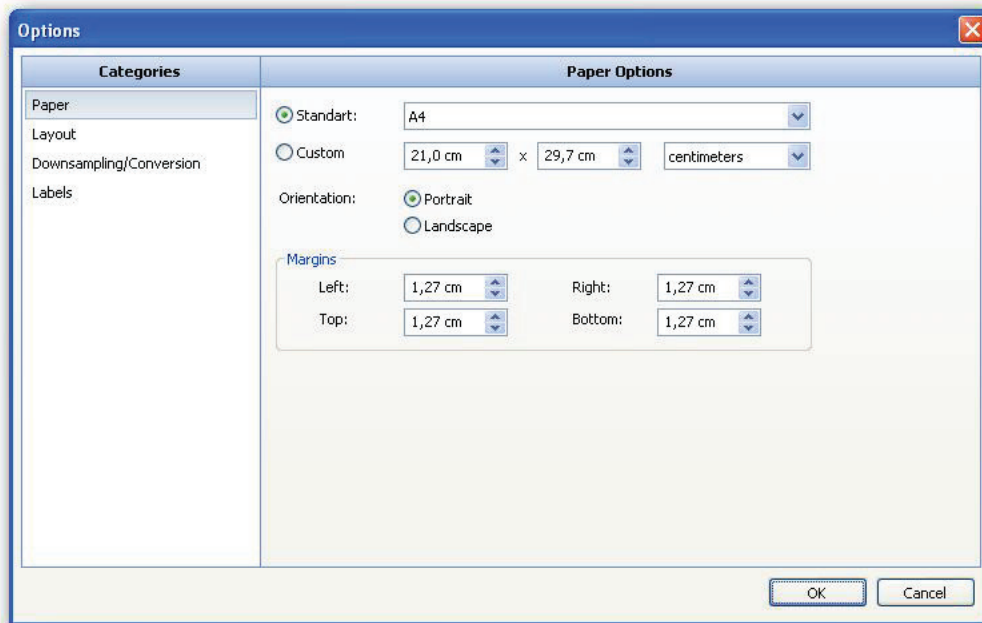 Options
Categories
Paper Options
Paper
Layout
Downsampling/Conversion
Labels
Standart: A4
Custom 21,0 cm x 29,7 cm centimeters
Orientation: Portrait
Landscape
Margins
Left: 1,27 cm Right: 1,27 cm
Top: 1,27 cm Bottom: 1,27 cm
OK Cancel